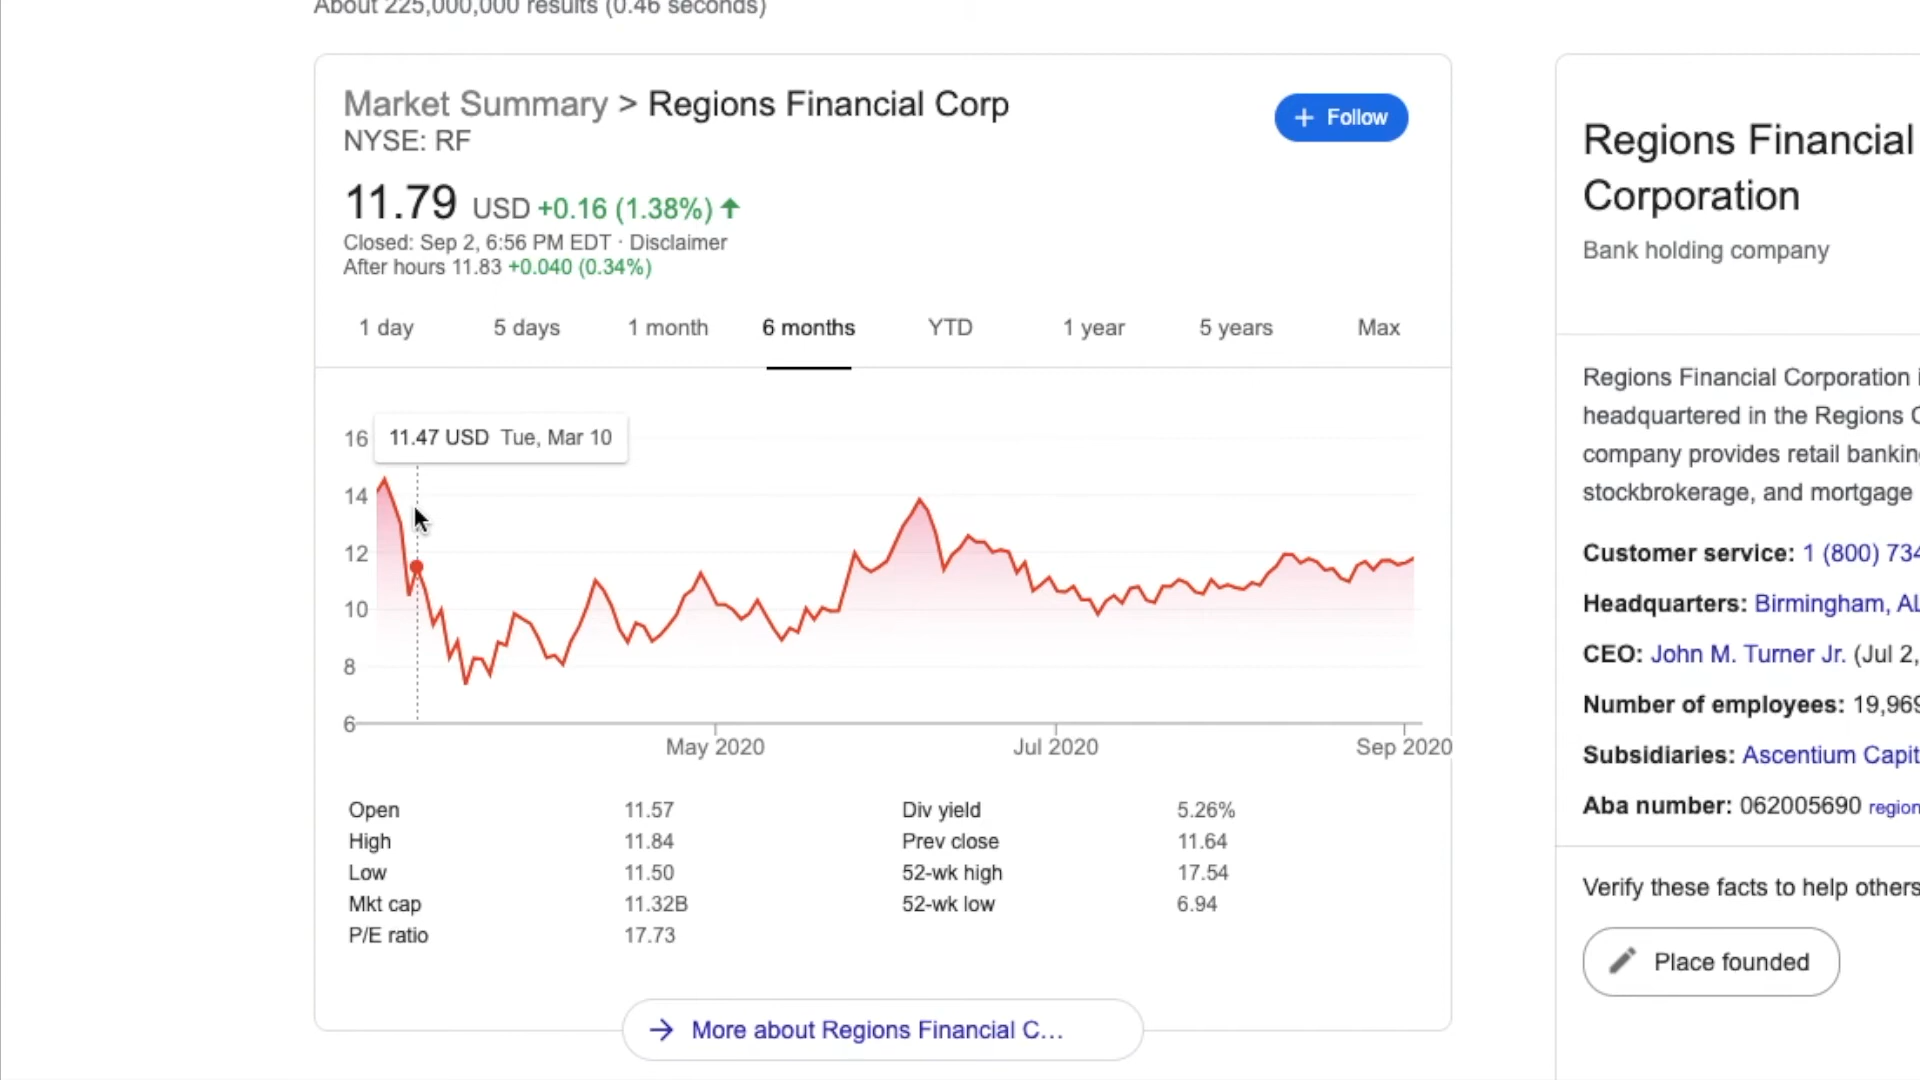 About 225,000,000 results (0.46 seconds)
Market Summary > Regions Financial Corp
NYSE: RF
+ Follow
11.79 USD +0.16 (1.38%)
Closed: Sep 2, 6:56 PM EDT · Disclaimer
After hours 11.83 +0.040 (0.34%)
1 day 5 days 1 month 6 months YTD 1 year 5 years Max
11.47 USD Tue, Mar 10
16
14
12
10
8
6
May 2020 Jul 2020 Sep 2020
Open 11.57 Div yield 5.26%
High 11.84 Prev close 11.64
Low 11.50 52-wk high 17.54
Mkt cap 11.32B 52-wk low 6.94
P/E ratio 17.73
More about Regions Financial C...
Regions Financial
Corporation
Bank holding company
Regions Financial Corporation
headquartered in the Regions
company provides retail
stockbrokerage, and mortgage
Customer service: 1 (800) 734
Headquarters: Birmingham, AL
CEO: John M. Turner Jr. (Jul 2,
Number of employees: 19,969
Subsidiaries: Ascentium
Aba number: 062005690
Verify these facts to help others
Place founded